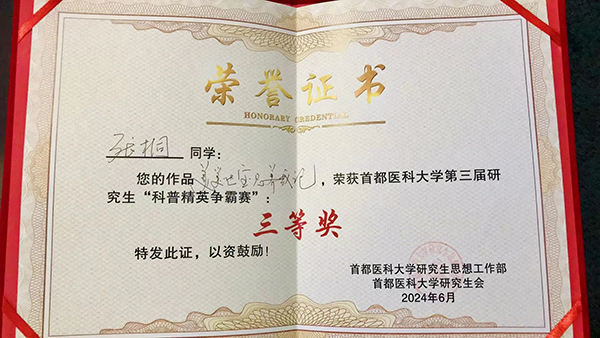 荣誉证书
HONORARY CREDENTIAL
张桐 同学:
您的作品 ,荣获首都医科大学第三届研
究生“科普精英争霸赛”:
三等奖
特发此证,以资鼓励!
首都医科大学研究生思想工作部
首都医科大学研究生会
2024年6月